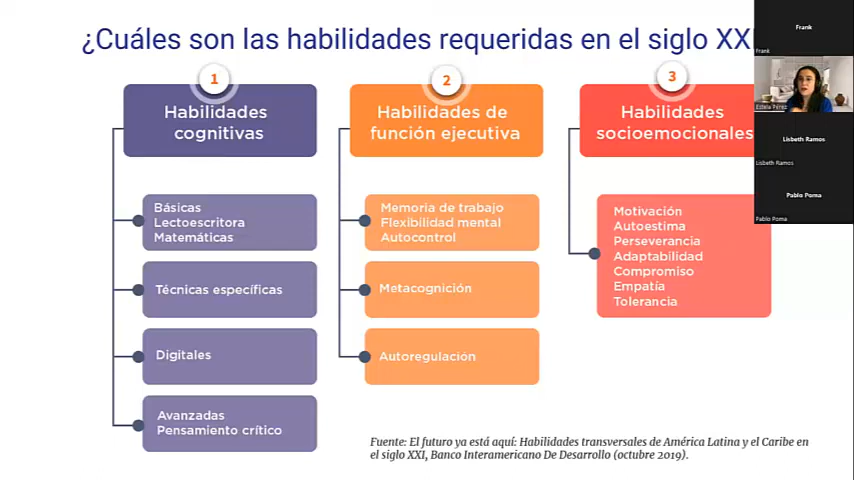 ¿Cuáles son las habilidades requeridas en el siglo XX
1
Habilidades
cognitivas
Básicas
Lectoescritora
Matemáticas
Técnicas específicas
Digitales
Avanzadas
Pensamiento crítico
2
Habilidades de
función ejecutiva
Memoria de trabajo
Flexibilidad mental
Autocontrol
Metacognición
Autoregulacion
3
Habilidades
socioemocionales
Motivación
Autoestima
Perseverancia
Adaptabilidad
Compromiso
Empatía
Tolerancia
Fuente: El futuro ya está aquí: Habilidades transversales de América Latina y el Caribe en
el siglo XXI, Banco Interamericano De Desarrollo (octubre 2019).
Frank
Frank
Estela Pérez
Lisbeth Ramos
Lisbeth Ramos
Pablo Poma
Pablo Poma